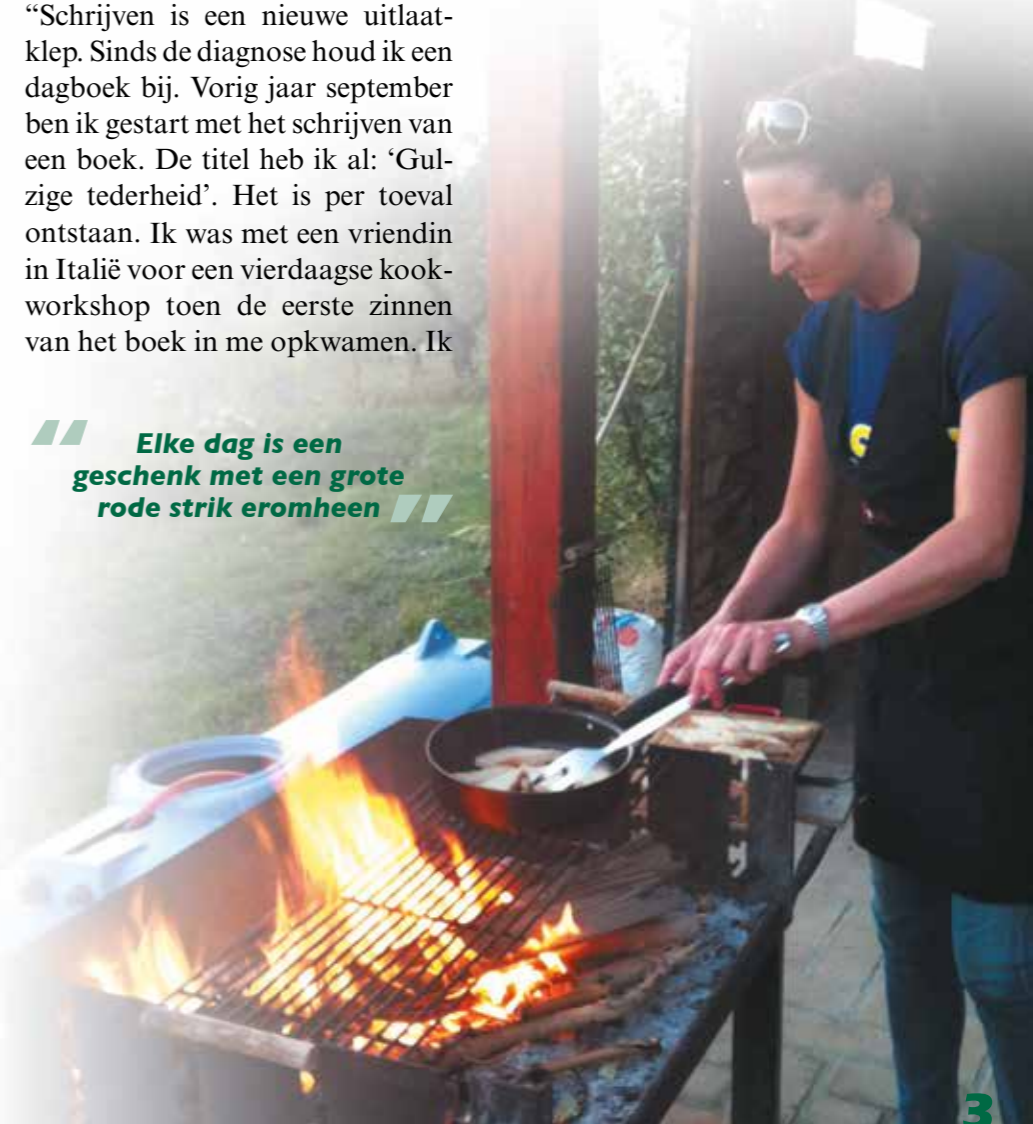 “Schrijven is een nieuwe uitlaat-
klep. Sinds de diagnose houd ik een
dagboek bij. Vorig jaar september
ben ik gestart met het schrijven van
een boek. De titel heb ik al: ‘Gul-
zige tederheid’. Het is per toeval
ontstaan. Ik was met een vriendin
in Italië voor een vierdaagse kook-
workshop toen de eerste zinnen
van het boek in me opkwamen. Ik
"Elke dag is een
geschenk met een grote
rode strik eromheen"
3